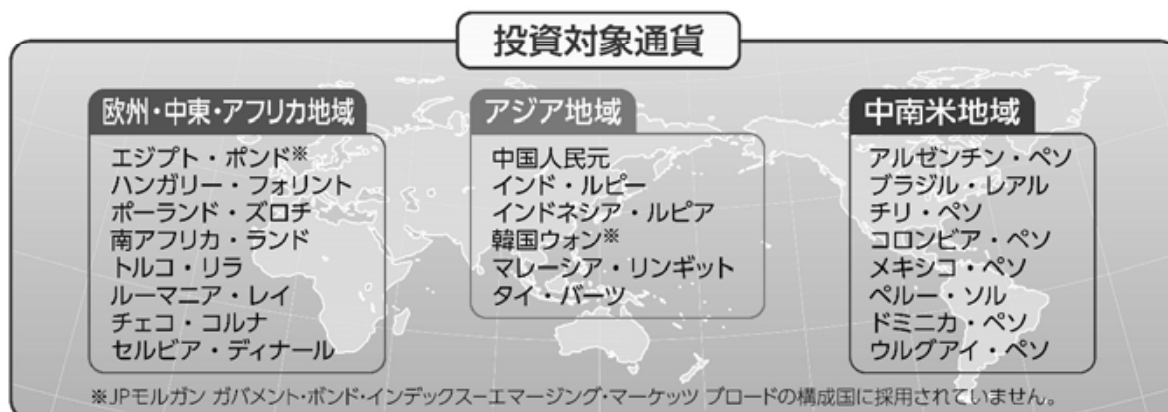 投資対象通貨
欧州・中東・アフリカ地域
エジプト・ポンド※
ハンガリー・フォリント
ポーランド・ズロチ
南アフリカ・ランド
トルコ・リラ
ルーマニア・レイ
チェコ・コルナ
セルビア・ディナール
アジア地域
中国人民元
インド・ルピー
インドネシア・ルピア
韓国ウォン※
マレーシア・リンギット
タイ・バーツ
中南米地域
アルゼンチン・ペソ
ブラジル・レアル
チリ・ペソ
コロンビア・ペソ
メキシコ・ペソ
ペルー・ソル
ドミニカ・ペソ
ウルグアイ・ペソ
※JPモルガン ガバメント・ボンド・インデックスーエマージング・マーケッツ ブロードの構成国に採用されていません。